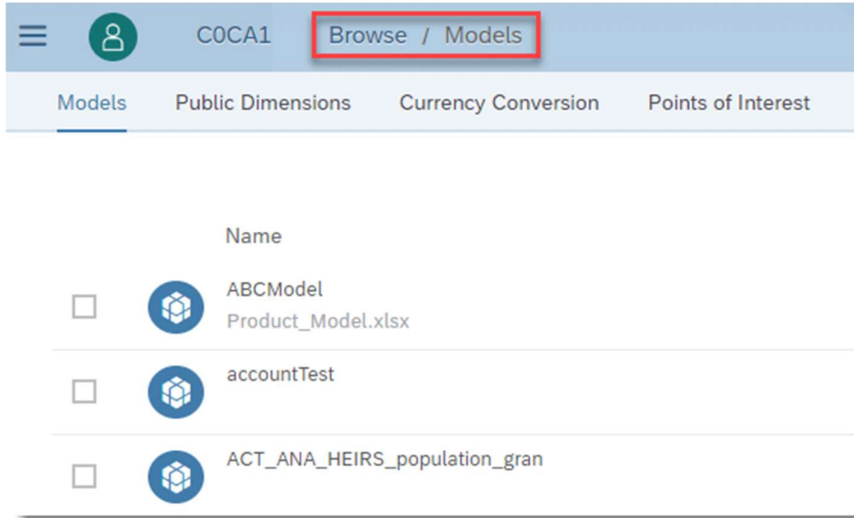 C0CA1 Browse / Models
Models Public Dimensions Currency Conversion Points of Interest
Name
ABCModel
Product_Model.xlsx
accountTest
ACT_ANA_HEIRS_population_gran